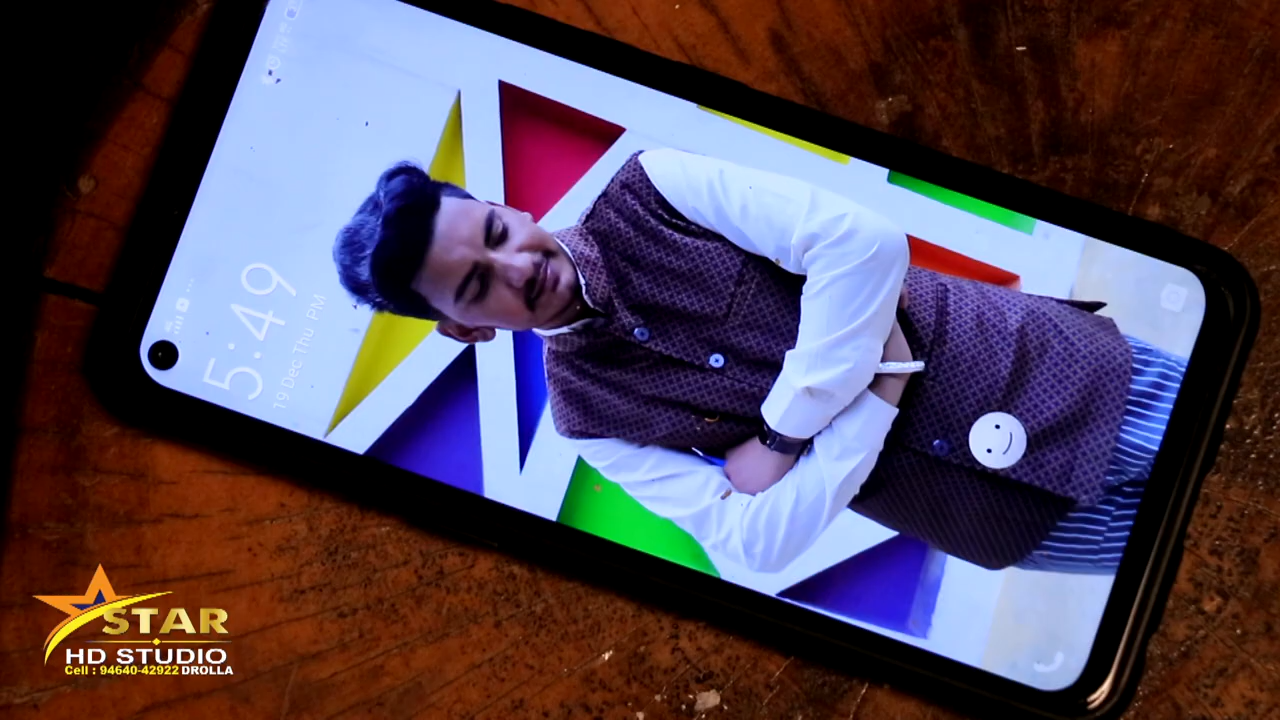 5:49
19 Dec Thu PM
STAR
HD STUDIO
Cell : 94640-42922 DROLLA